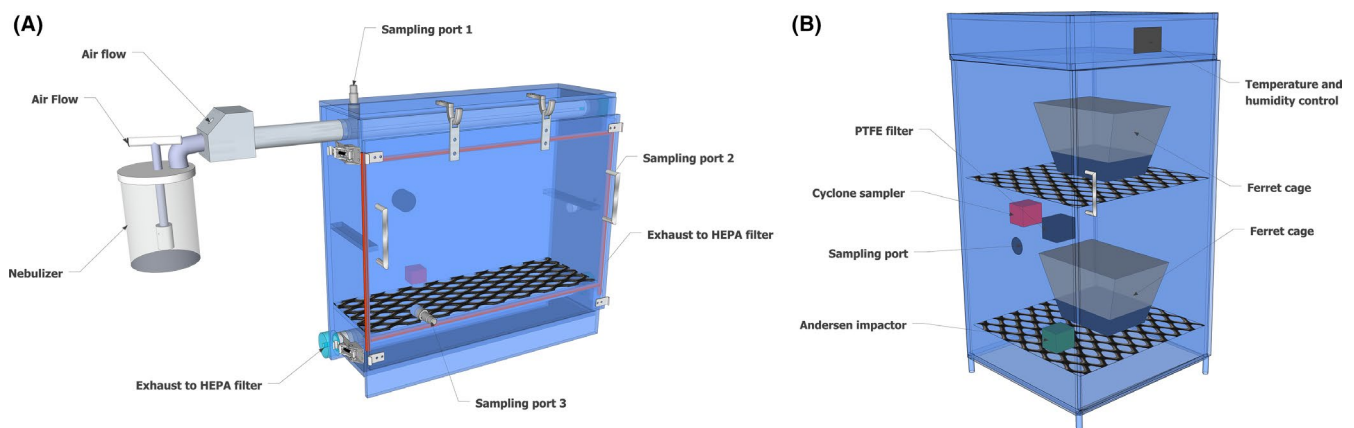 (A)
Sampling port 1
Air flow
Air Flow
Sampling port 2
Exhaust to HEPA filter
Nebulizer
Exhaust to HEPA filter
Sampling port 3
(B)
Temperature and
humidity control
PTFE filter
Cyclone sampler
Ferret cage
Sampling port
Ferret cage
Andersen impactor